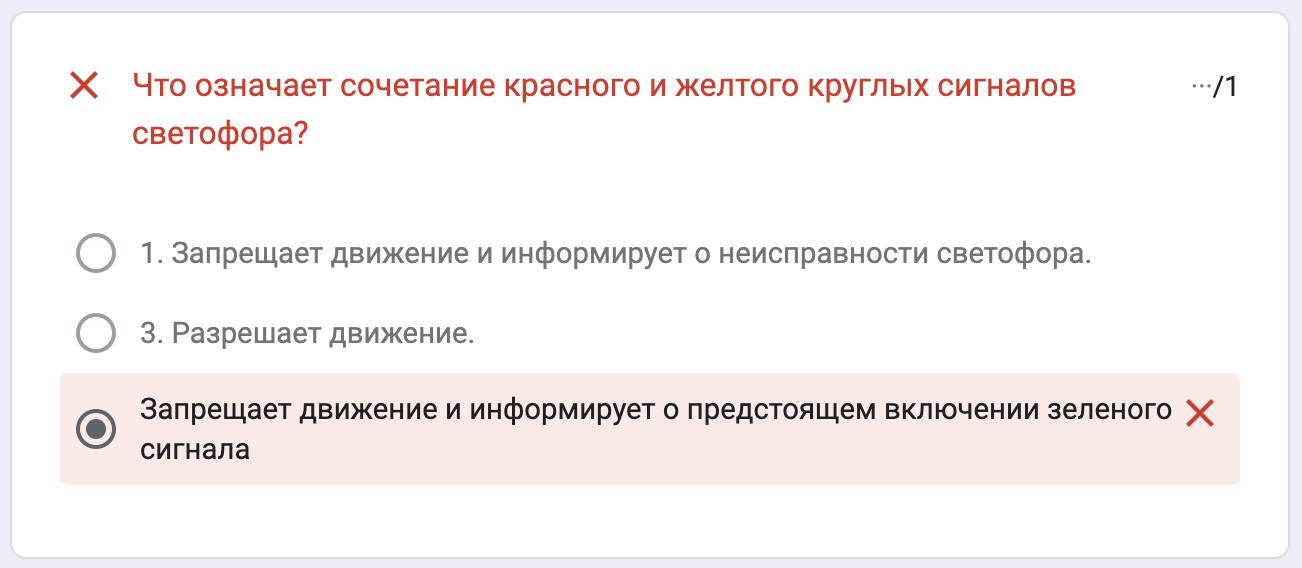 Что означает сочетание красного и желтого круглых сигналов
светофора?
···/1
1. Запрещает движение и информирует о неисправности светофора.
3. Разрешает движение.
Запрещает движение и информирует о предстоящем включении зеленого
сигнала